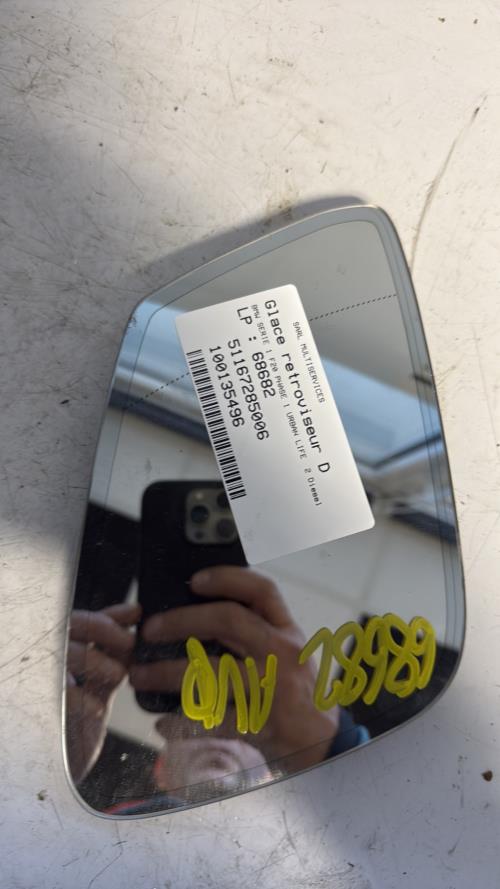 SARL MULTISERVICES
Glace retroviseur D
BMW SERIE 1 F20 PHASE 1 URBAN LIFE 2 Diesel
LP : 68682
51167285006
100135496
68682 AVD